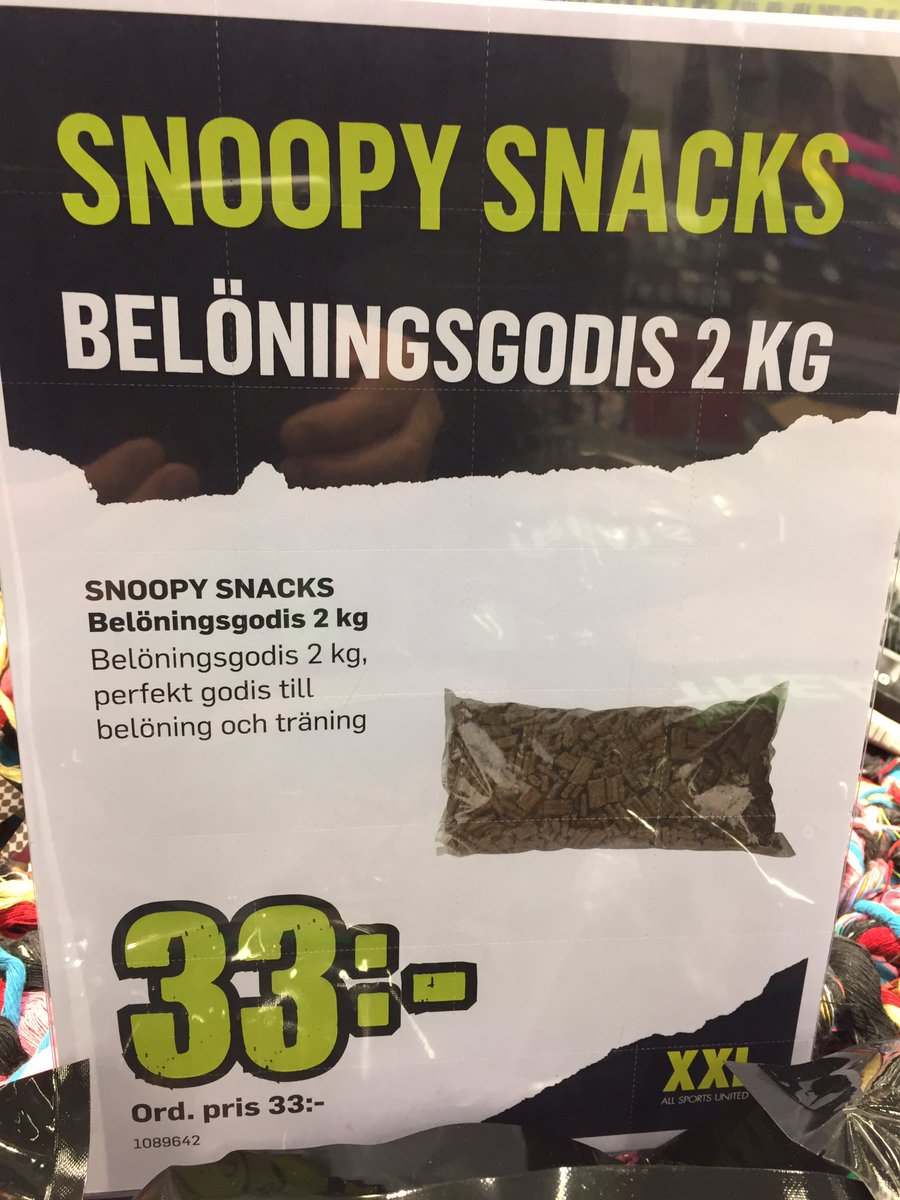 SNOOPY SNACKS
BELÖNINGSGODIS 2 KG
SNOOPY SNACKS
Belöningsgodis 2 kg
Belöningsgodis 2 kg,
perfekt godis till
belöning och träning
33:-
Ord. pris 33:-
1089642
XXL
ALL SPORTS UNITED